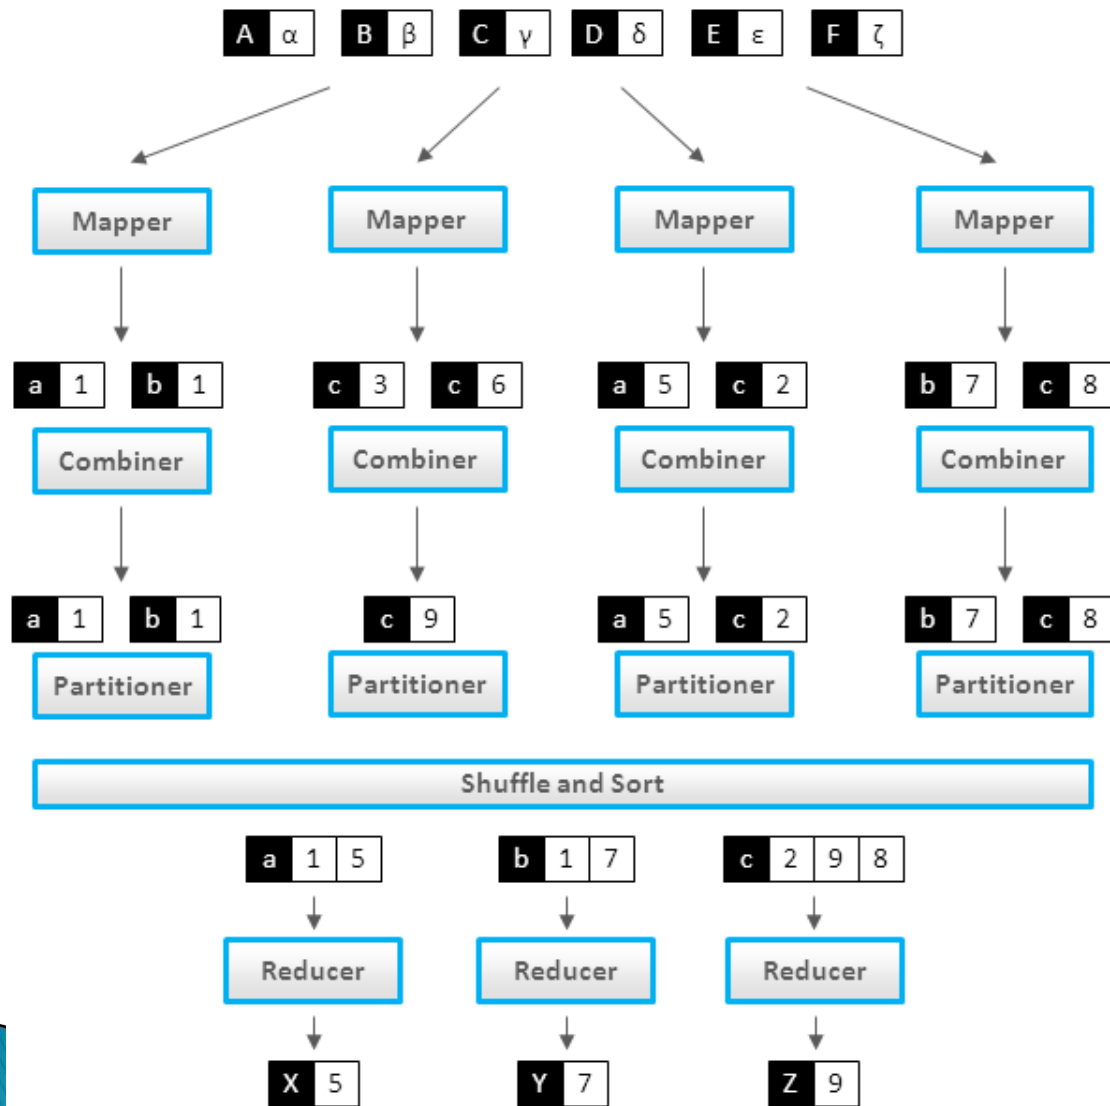 A α B β C γ D δ E ε F ζ
Mapper Mapper Mapper Mapper
a 1 b 1 c 3 c 6 a 5 c 2 b 7 c 8
Combiner Combiner Combiner Combiner
a 1 b 1 c 9 a 5 c 2 b 7 c 8
Partitioner Partitioner Partitioner Partitioner
Shuffle and Sort
a 1 5 b 1 7 c 2 9 8
Reducer Reducer Reducer
X 5 Y 7 Z 9